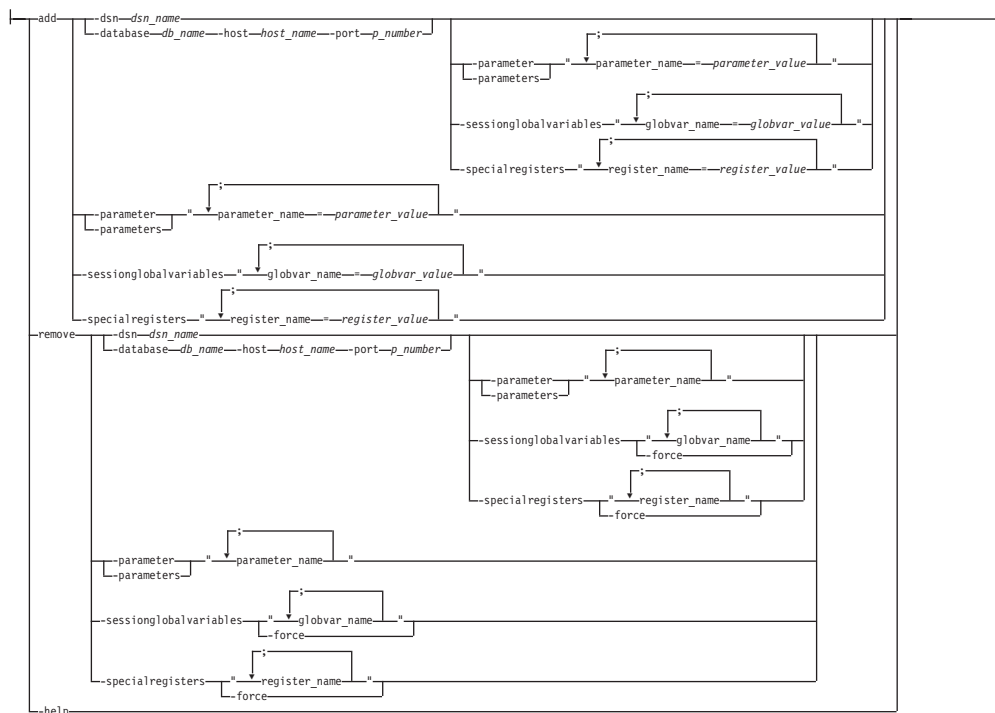 add -dsn dsn_name
-database db_name -host host_name -port p_number
;
-parameter " parameter_name = parameter_value "
-parameters
;
-sessionglobalvariables " globvar_name = globvar_value "
;
-specialregisters " register_name = register_value "
;
-parameter " parameter_name = parameter_value "
-parameters
;
-sessionglobalvariables " globvar_name = globvar_value "
;
-specialregisters " register_name = register_value "
remove -dsn dsn_name
-database db_name -host host_name -port p_number
;
-parameter " parameter_name "
-parameters
;
-sessionglobalvariables " globvar_name "
-force
;
-specialregisters " register_name "
-force
;
-parameter " parameter_name "
-parameters
;
-sessionglobalvariables " globvar_name "
-force
;
-specialregisters " register_name "
-force
-help